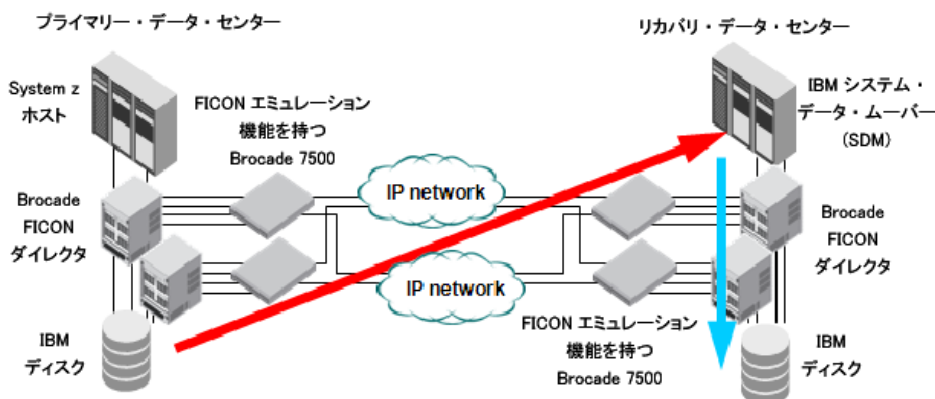 プライマリー・データ・センター
リカバリ・データ・センター
System z
ホスト
FICON エミュレーション
機能を持つ
Brocade 7500
IBM システム・
データ・ムーバー
(SDM)
IP network
Brocade
FICON
ダイレクタ
Brocade
FICON
ダイレクタ
IP network
FICON エミュレーション
機能を持つ
Brocade 7500
IBM
ディスク
IBM
ディスク